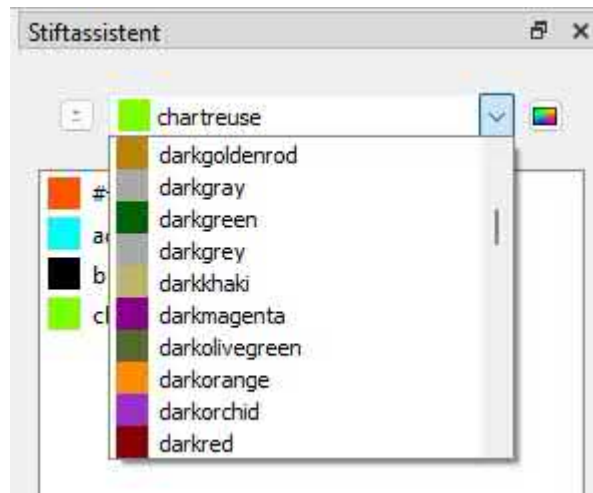 Stiftassistent
chartreuse
darkgoldenrod
darkgray
darkgreen
darkgrey
darkkhaki
darkmagenta
darkolivegreen
darkorange
darkorchid
darkred